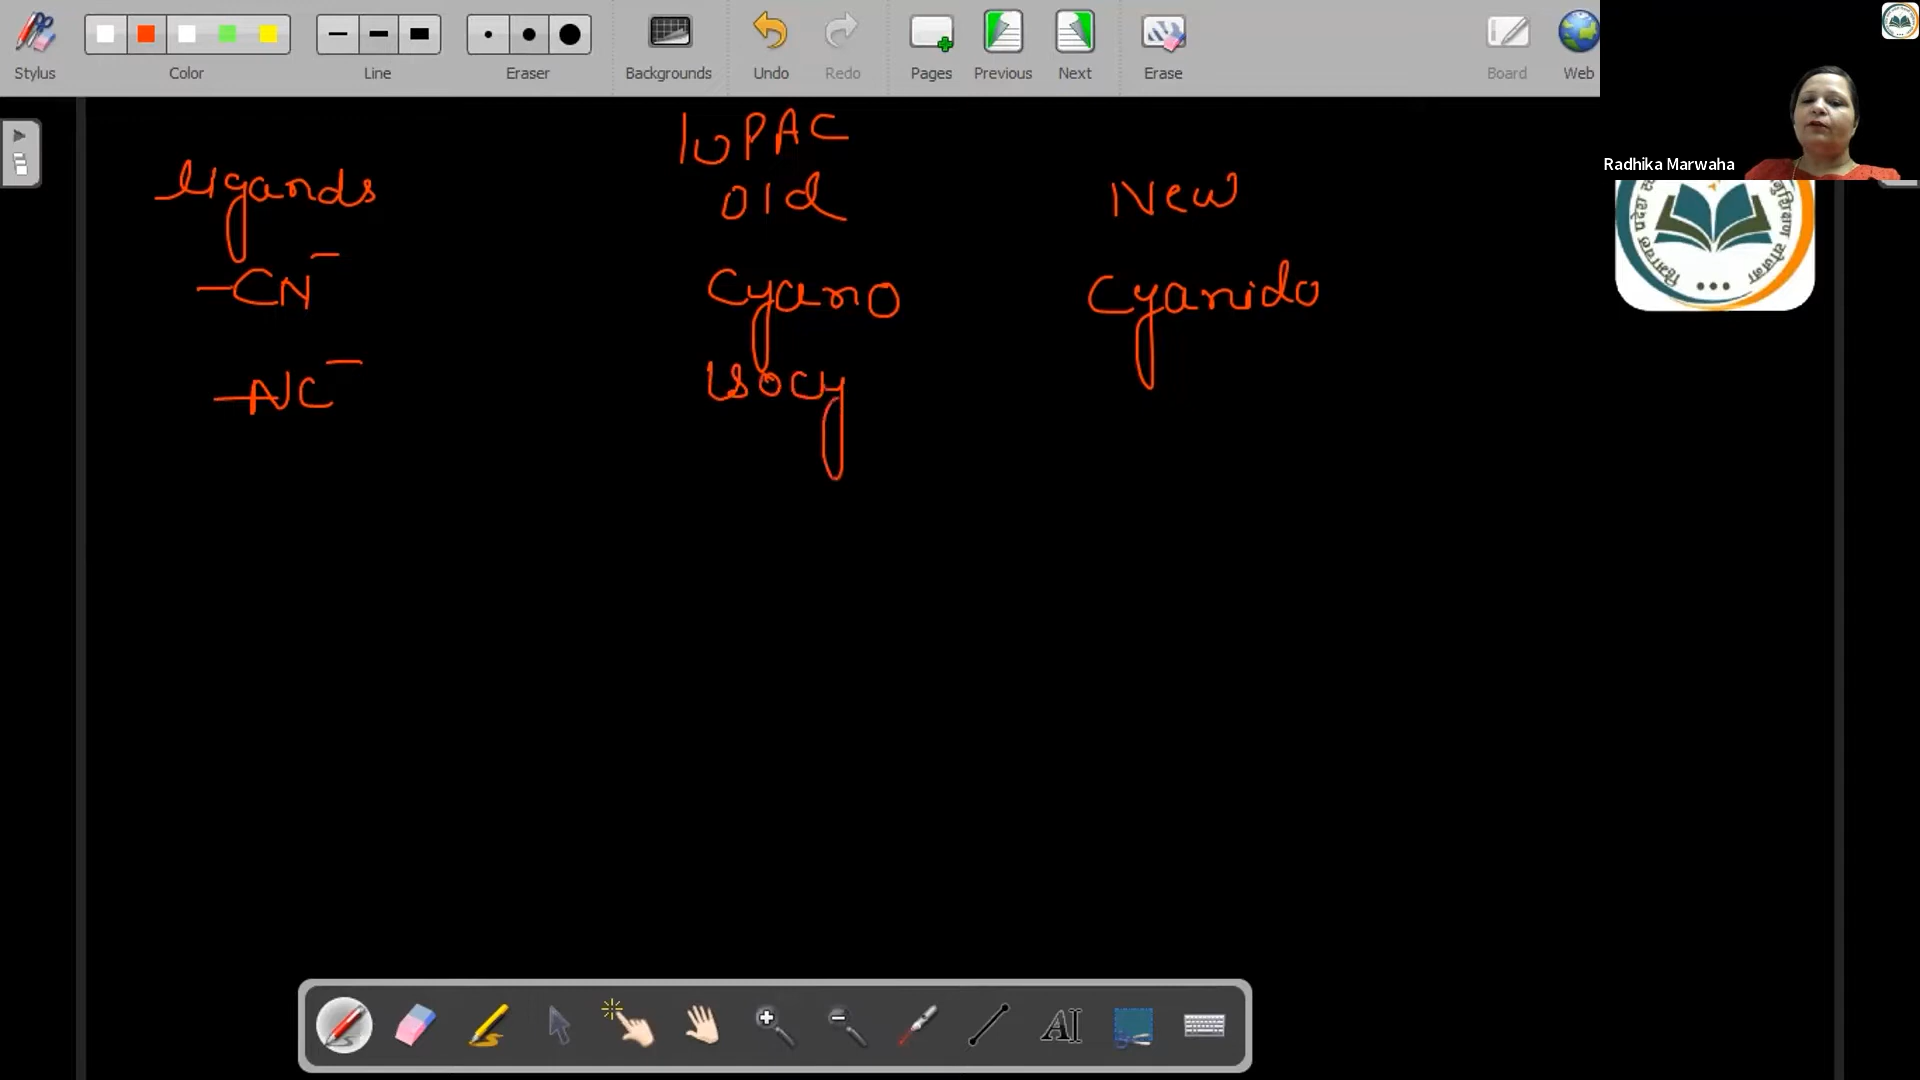 Stylus
Color
Line
Eraser
Backgrounds
Undo
Redo
Pages
Previous
Next
Erase
Board
Web
Radhika Marwaha
IUPAC
Ligands Old New
-CN⁻ Cyano Cyanido
-NC⁻ Isocy
AI